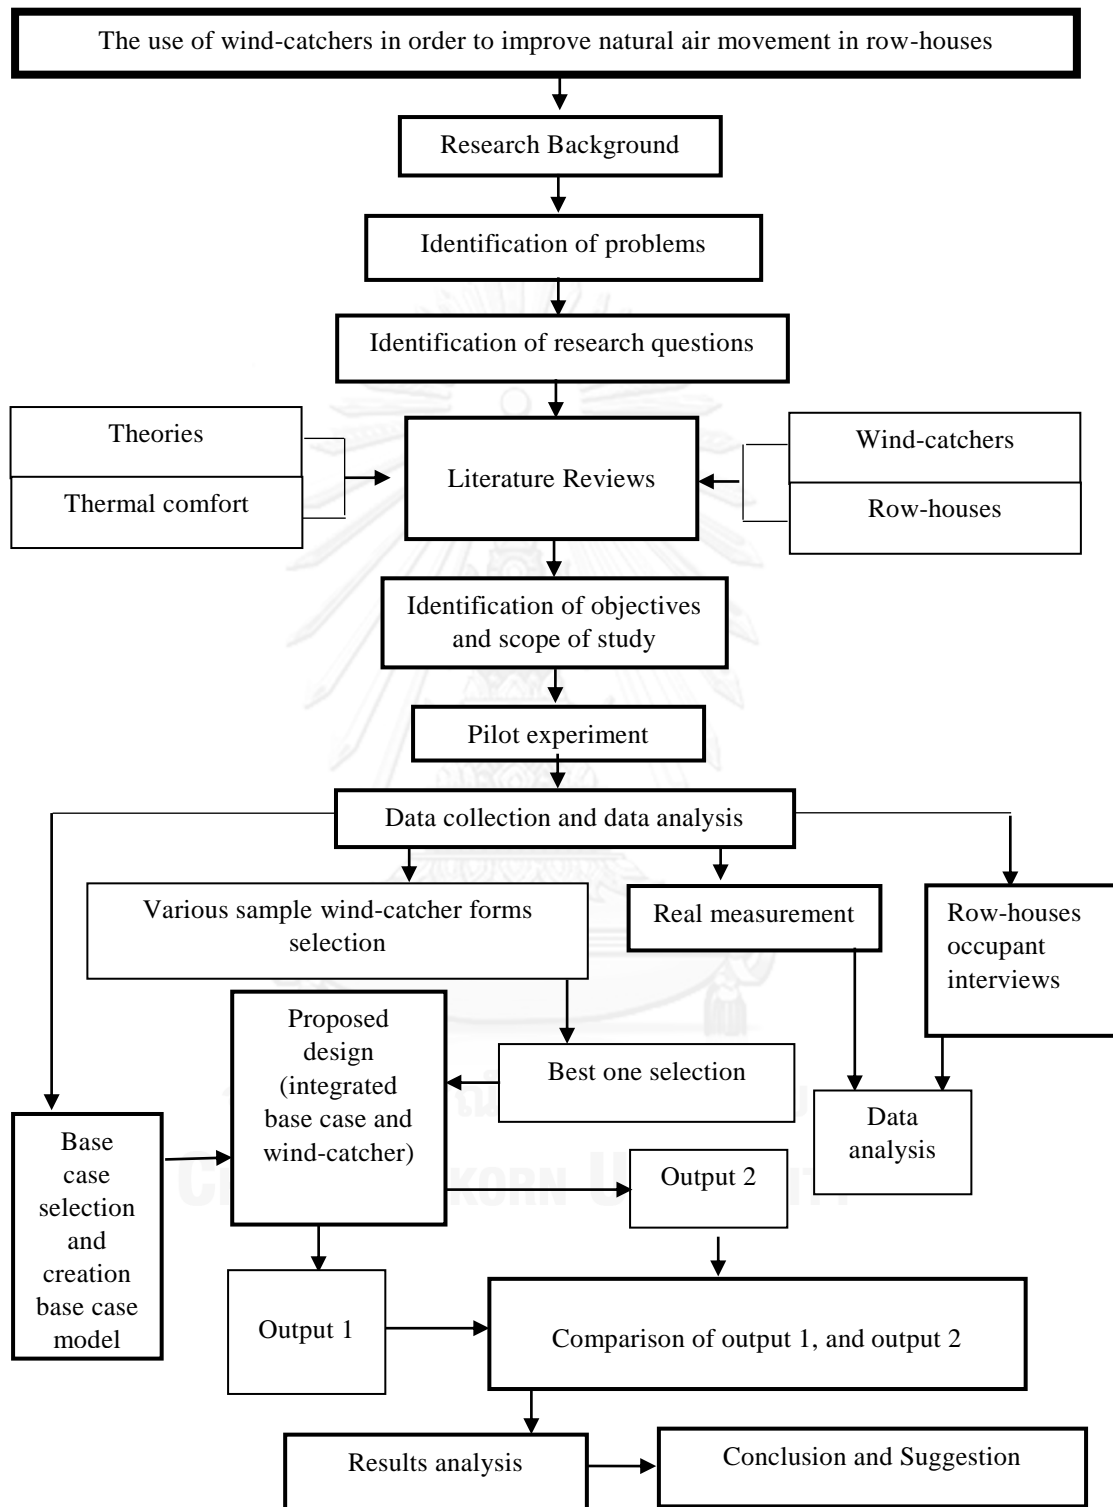 The use of wind-catchers in order to improve natural air movement in row-houses
Research Background
Identification of problems
Identification of research questions
Theories
Thermal comfort
Literature Reviews
Wind-catchers
Row-houses
Identification of objectives
and scope of study
Pilot experiment
Data collection and data analysis
Various sample wind-catcher forms
selection
Real measurement
Row-houses
occupant
interviews
Proposed
design
(integrated
base case and
wind-catcher)
Best one selection
Data
analysis
Base
case
selection
and
creation
base case
model
Output 2
Output 1
Comparison of output 1, and output 2
Results analysis
Conclusion and Suggestion
KORN